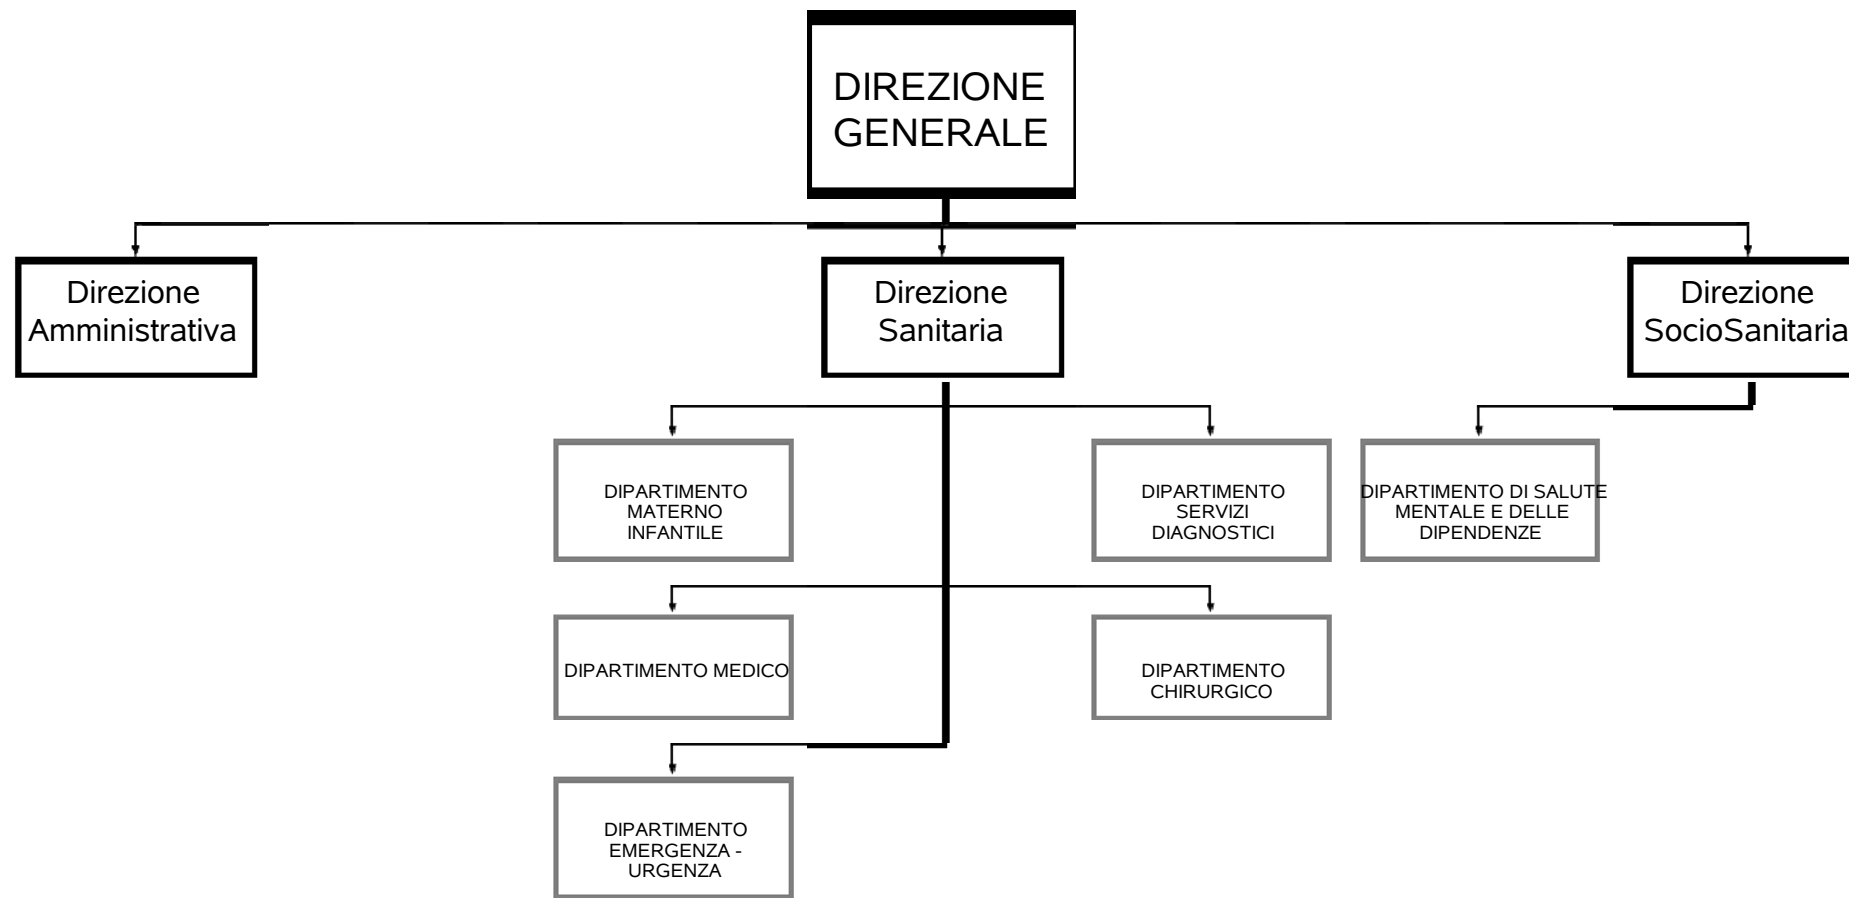 DIREZIONE
GENERALE
Direzione
Amministrativa
Direzione
Sanitaria
Direzione
SocioSanitaria
DIPARTIMENTO
MATERNO
INFANTILE
DIPARTIMENTO
SERVIZI
DIAGNOSTICI
DIPARTIMENTO DI SALUTE
MENTALE E DELLE
DIPENDENZE
DIPARTIMENTO MEDICO
DIPARTIMENTO
CHIRURGICO
DIPARTIMENTO
EMERGENZA -
URGENZA